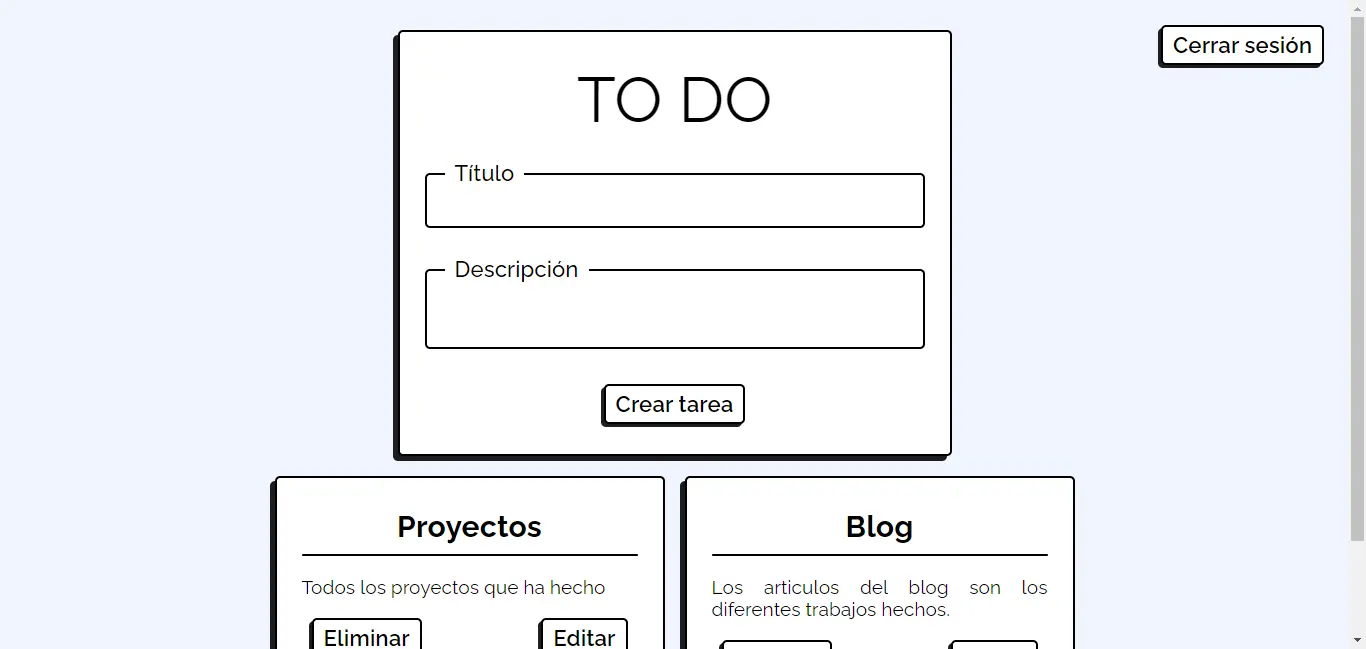 Cerrar sesión
TO DO
Título
Descripción
Crear tarea
Proyectos
Todos los proyectos que ha hecho
Eliminar
Editar
Blog
Los articulos del blog son los
diferentes trabajos hechos.